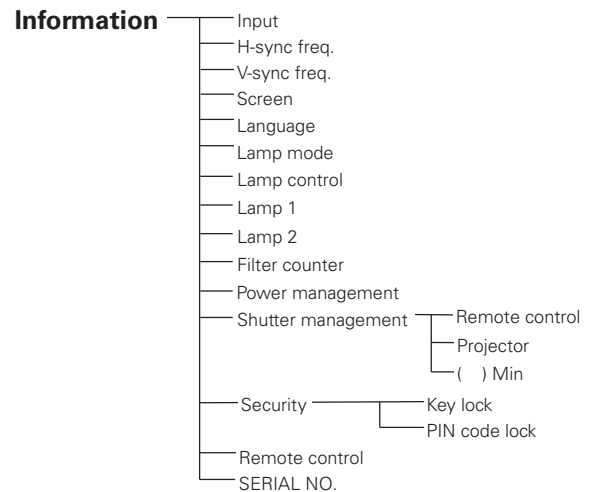 Information
Input
H-sync freq.
V-sync freq.
Screen
Language
Lamp mode
Lamp control
Lamp 1
Lamp 2
Filter counter
Power management
Shutter management
Remote control
Projector
( ) Min
Security
Key lock
PIN code lock
Remote control
SERIAL NO.